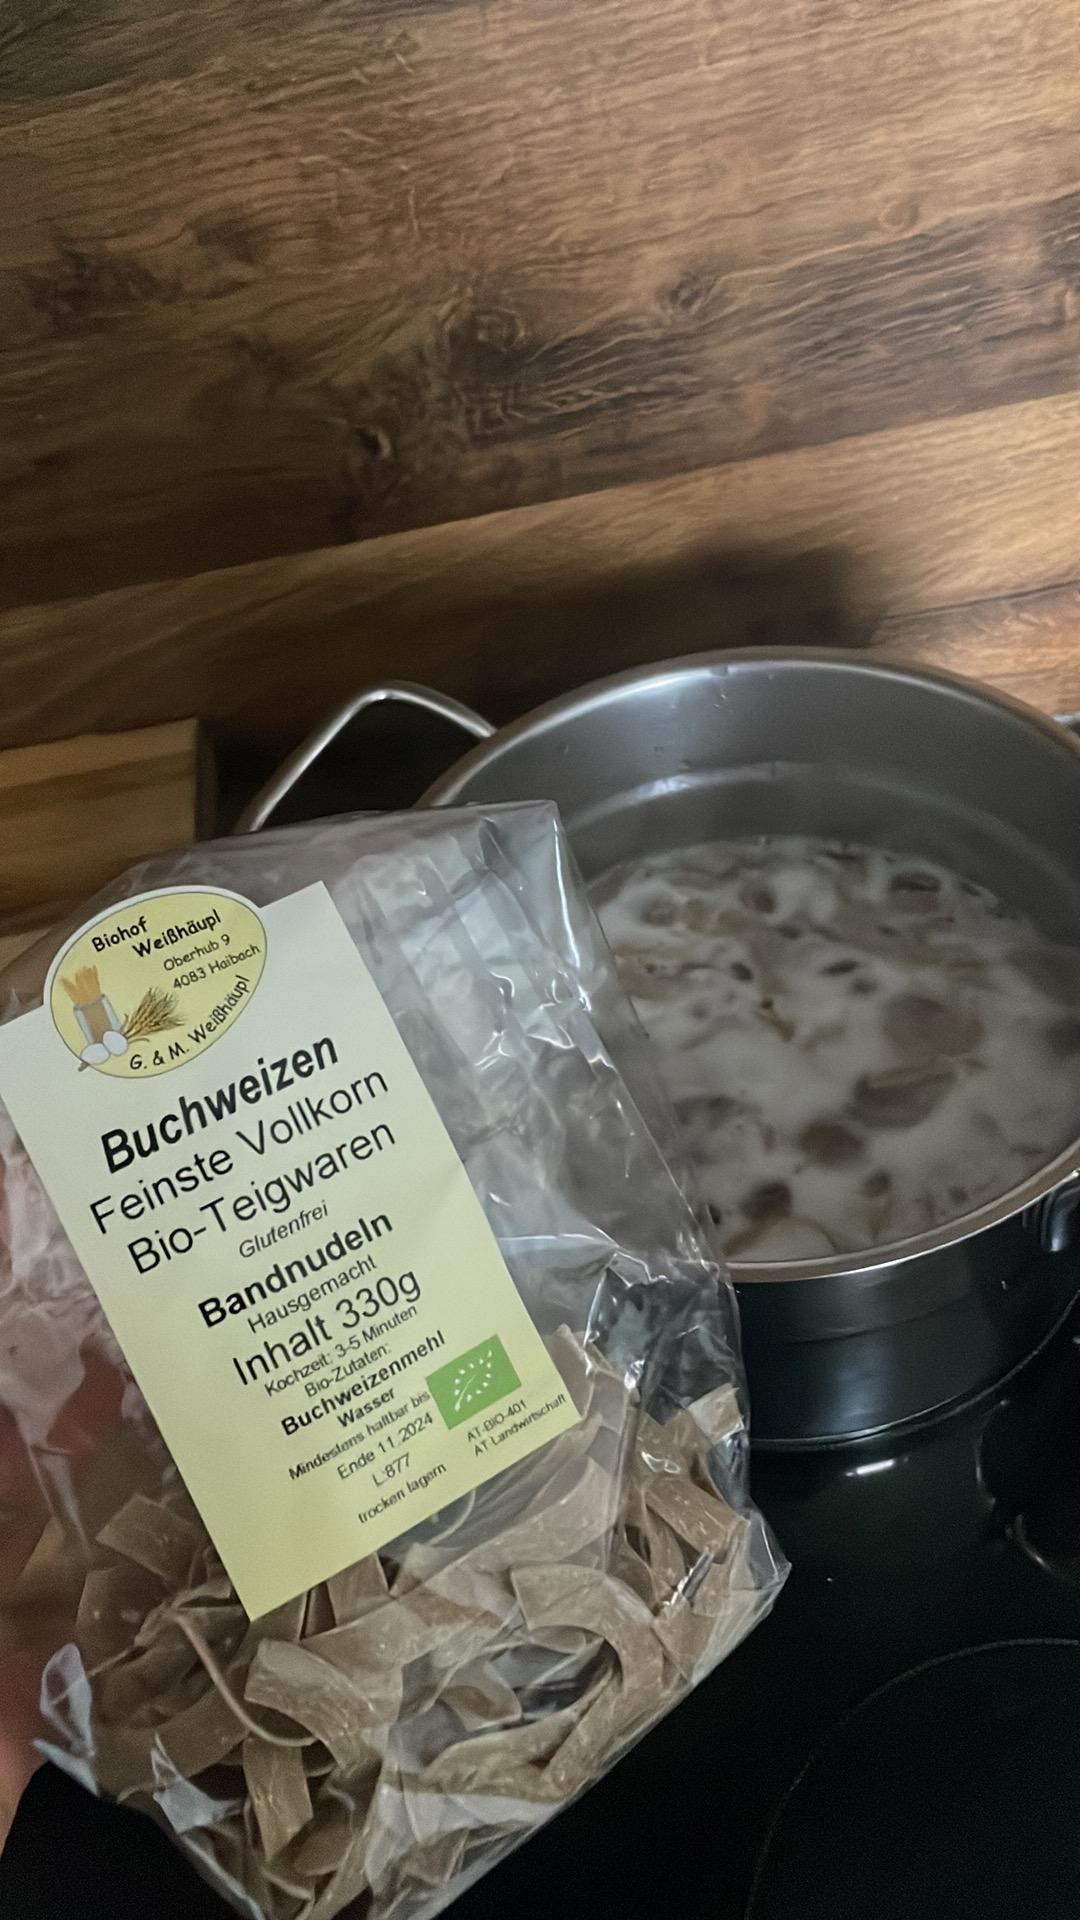 Biohof
Weißhäupl
Oberhub 9
4083 Haibach
G. & M. Weißhäupl
Buchweizen
Feinste Vollkorn
Bio-Teigwaren
Glutenfrei
Bandnudeln
Hausgemacht
Inhalt 330g
Kochzeit: 3-5 Minuten
Bio-Zutaten:
Buchweizenmehl
Wasser
Mindestens haltbar bis
Ende 11.2024
L:877
trocken lagern
AT-BIO-401
AT-Landwirtschaft